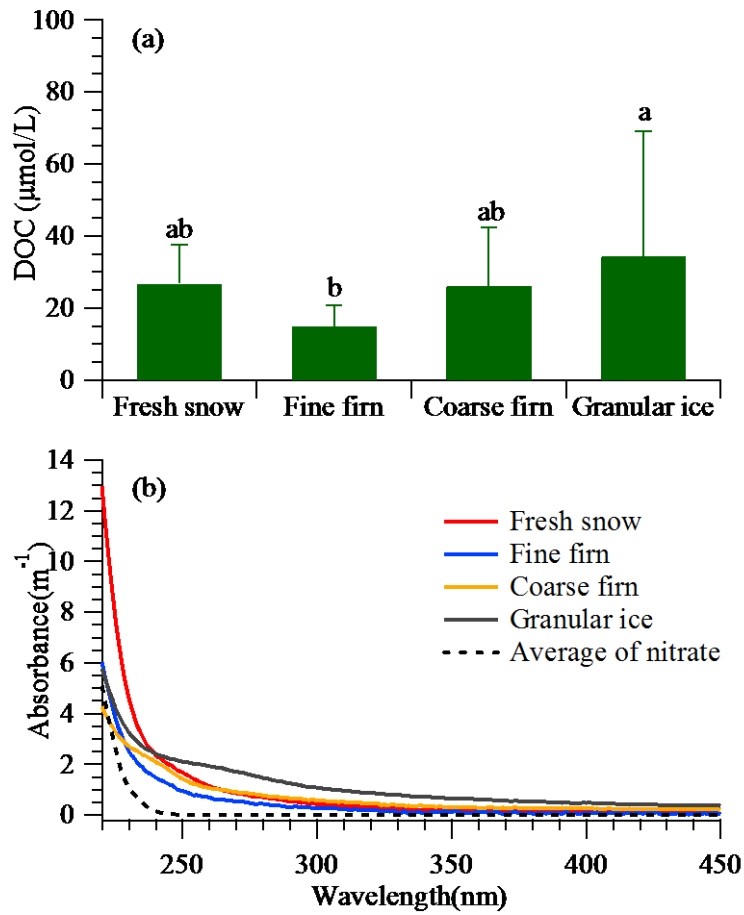 100
(a)
80
60
40
20
0
DOC (μmol/L)
ab
b
ab
a
Fresh snow
Fine firn
Coarse firn
Granular ice
14
(b)
12
10
8
6
4
2
0
Absorbance(m⁻¹)
Fresh snow
Fine firn
Coarse firn
Granular ice
Average of nitrate
250
300
350
400
450
Wavelength(nm)